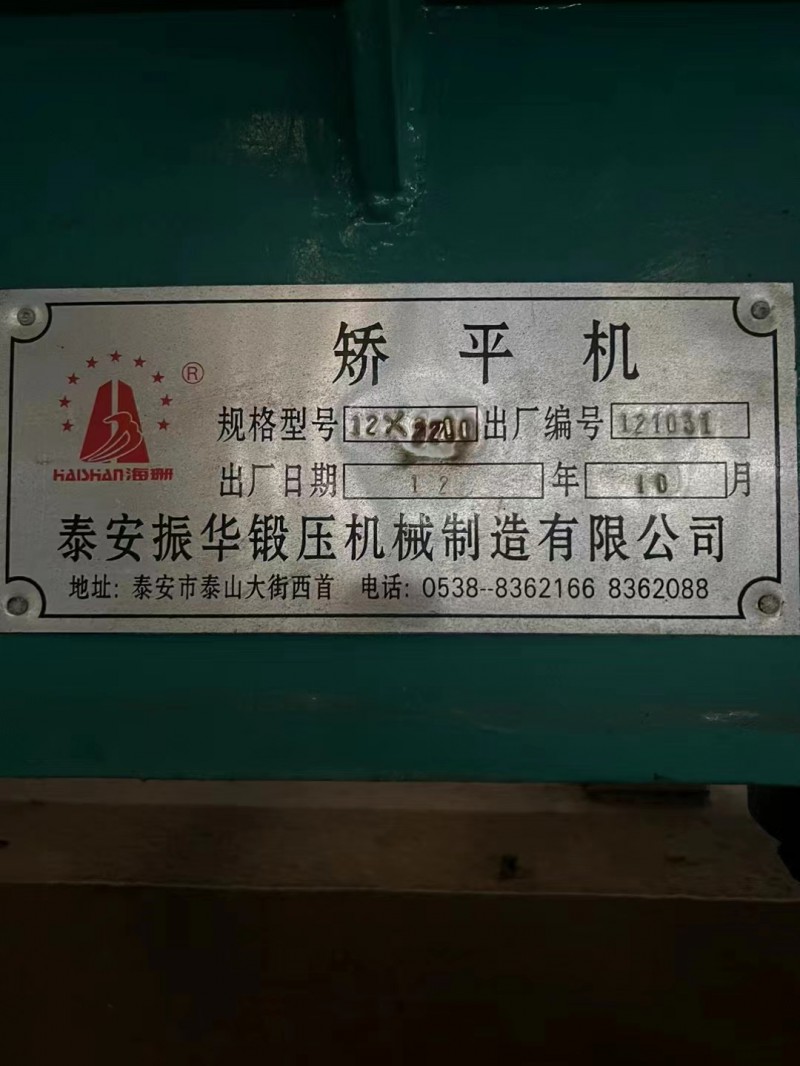 矫平机
®
规格型号 12×2200 出厂编号 121031
HAISHAN海珊
出厂日期 12 年 10 月
泰安振华锻压机械制造有限公司
地址：泰安市泰山大街西首 电话：0538--8362166 8362088